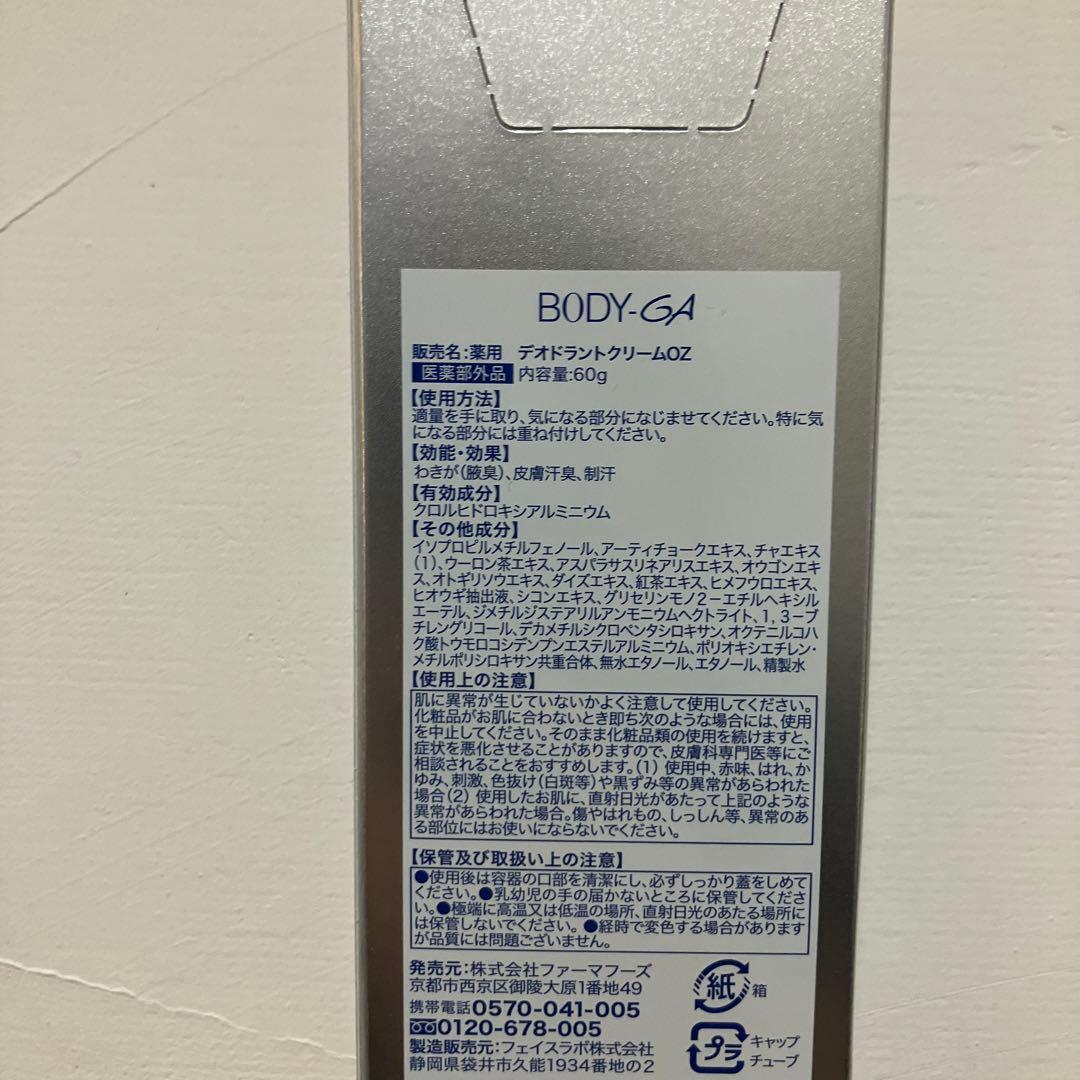 BODY-GA
販売名:薬用 デオドラントクリームOZ
医薬部外品 内容量:60g
【使用方法】
適量を手に取り、気になる部分になじませてください。特に気
になる部分には重ね付けしてください。
【効能・効果】
わきが(腋臭)、皮膚汗臭、制汗
【有効成分】
クロルヒドロキシアルミニウム
【その他成分】
イソプロピルメチルフェノール、アーティチョークエキス、チャエキス
(1)、ウーロン茶エキス、アスパラサスリネアリスエキス、オウゴンエキ
ス、オトギリソウエキス、ダイズエキス、紅茶エキス、ヒメフウロエキス、
ヒオウギ抽出液、シコンエキス、グリセリンモノ2-エチルヘキシル
エーテル、ジメチルジステアリルアンモニウムヘクトライト、1,3-ブ
チレングリコール、デカメチルシクロペンタシロキサン、オクテニルコハ
ク酸トウモロコシデンプンエステルアルミニウム、ポリオキシエチレン・
メチルポリシロキサン共重合体、無水エタノール、エタノール、精製水
【使用上の注意】
肌に異常が生じていないかよく注意して使用してください。
化粧品がお肌に合わないとき即ち次のような場合には、使用
を中止してください。そのまま化粧品類の使用を続けますと、
症状を悪化させることがありますので、皮膚科専門医等にご
相談されることをおすすめします。(1) 使用中、赤味、はれ、か
ゆみ、刺激、色抜け(白斑等)や黒ずみ等の異常があらわれた
場合(2) 使用したお肌に、直射日光があたって上記のような
異常があらわれた場合。傷やはれもの、しっしん等、異常のあ
る部位にはお使いにならないでください。
【保管及び取扱い上の注意】
●使用後は容器の口部を清潔にし、必ずしっかり蓋をしめて
ください。●乳幼児の手の届かないところに保管してくださ
い。●極端に高温又は低温の場所、直射日光のあたる場所に
は保管しないでください。●経時で変色する場合があります
が品質には問題ございません。
発売元:株式会社ファーマフーズ
京都市西京区御陵大原1番地49
携帯電話0570-041-005
0120-678-005
製造販売元:フェイスラボ株式会社
静岡県袋井市久能1934番地の2
紙 箱
プラ キャップ
チューブ